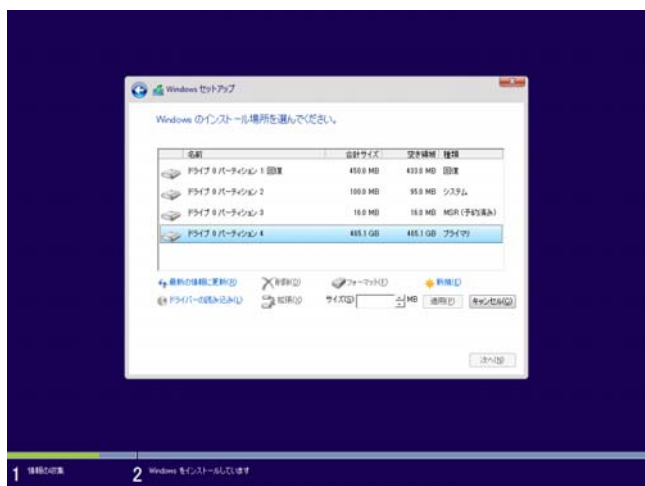 Windows セットアップ
Windows のインストール場所を選んでください。
名前 合計サイズ 空き領域 種類
ドライブ 0 パーティション 1: 回復 450.0 MB 433.0 MB 回復
ドライブ 0 パーティション 2 100.0 MB 95.0 MB システム
ドライブ 0 パーティション 3 16.0 MB 16.0 MB MSR (予約済み)
ドライブ 0 パーティション 4 465.1 GB 465.1 GB プライマリ
最新の情報に更新(R) 削除(D) フォーマット(F) 新規(E)
ドライバーの読み込み(L) 拡張(X) サイズ(S) MB 適用(P) キャンセル(C)
次へ(N)
1 情報の収集 2 Windows をインストールしています